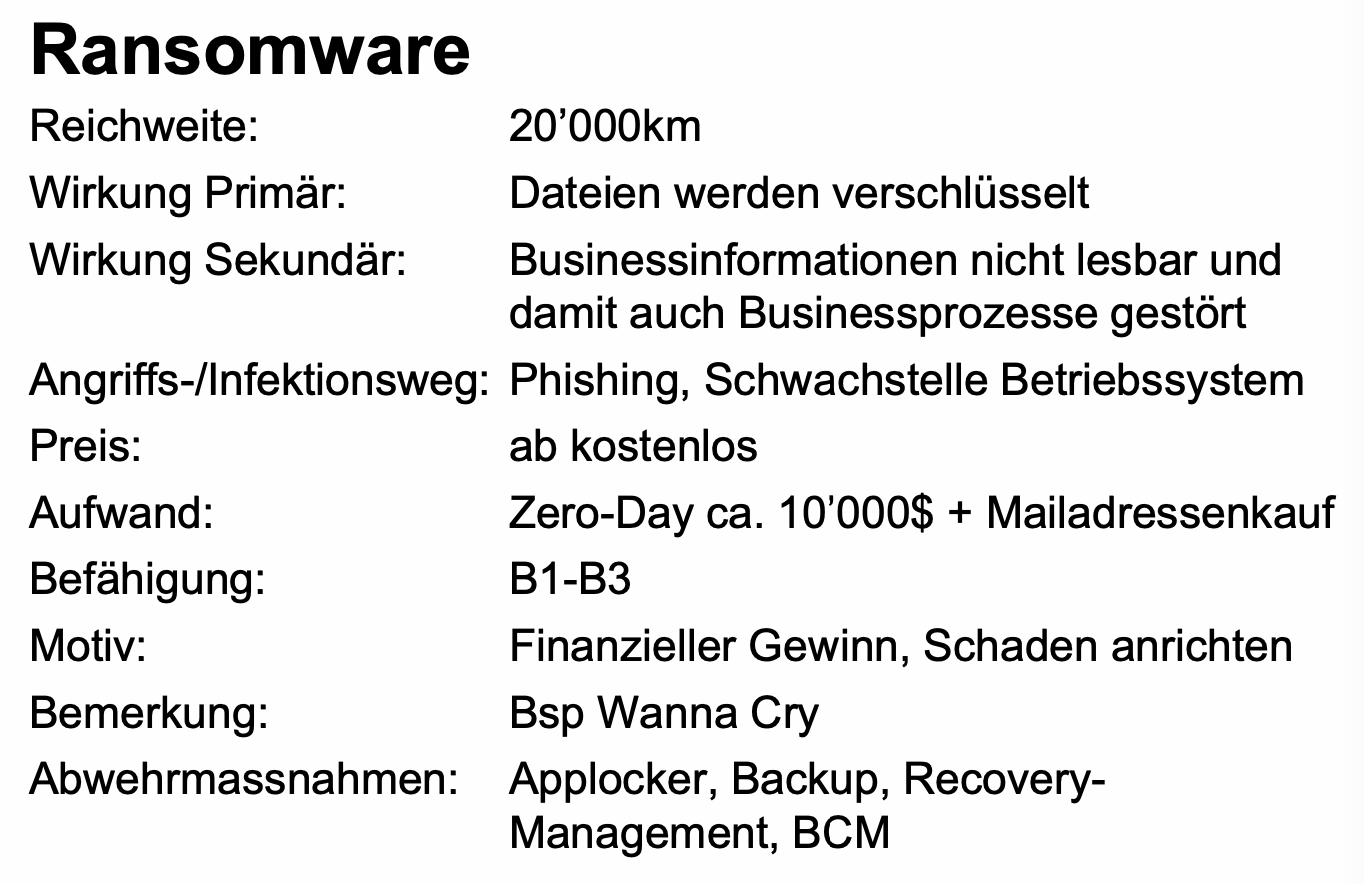 Ransomware
Reichweite: 20’000km
Wirkung Primär: Dateien werden verschlüsselt
Wirkung Sekundär: Businessinformationen nicht lesbar und
damit auch Businessprozesse gestört
Angriffs-/Infektionsweg: Phishing, Schwachstelle Betriebssystem
Preis: ab kostenlos
Aufwand: Zero-Day ca. 10’000$ + Mailadressenkauf
Befähigung: B1-B3
Motiv: Finanzieller Gewinn, Schaden anrichten
Bemerkung: Bsp Wanna Cry
Abwehrmassnahmen: Applocker, Backup, Recovery-
Management, BCM